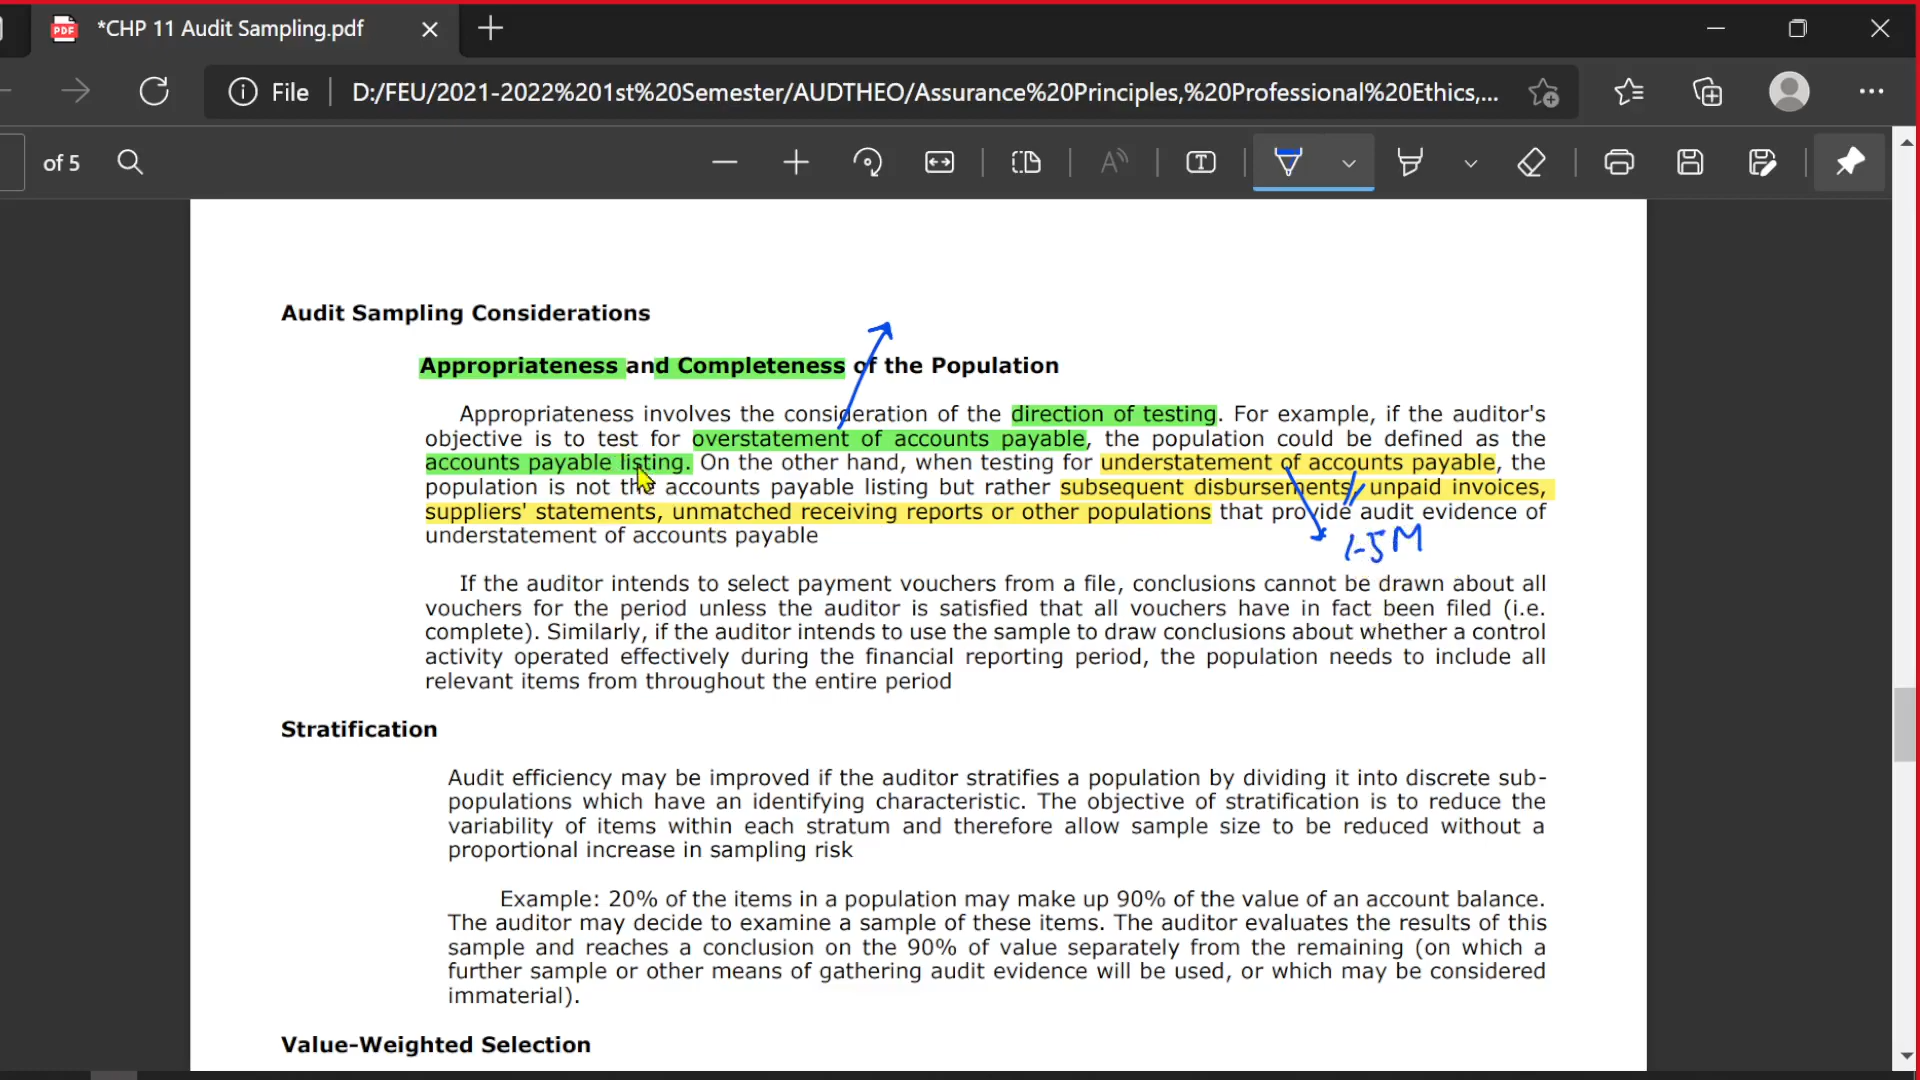 *CHP 11 Audit Sampling.pdf
PDF
File
D:/FEU/2021-2022%201st%20Semester/AUDTHEO/Assurance%20Principles,%20Professional%20Ethics,...
of 5
Audit Sampling Considerations
Appropriateness and Completeness of the Population
Appropriateness involves the consideration of the direction of testing. For example, if the auditor's
objective is to test for overstatement of accounts payable, the population could be defined as the
accounts payable listing. On the other hand, when testing for understatement of accounts payable, the
population is not the accounts payable listing but rather subsequent disbursements, unpaid invoices,
suppliers' statements, unmatched receiving reports or other populations that provide audit evidence of
understatement of accounts payable
1.5M
If the auditor intends to select payment vouchers from a file, conclusions cannot be drawn about all
vouchers for the period unless the auditor is satisfied that all vouchers have in fact been filed (i.e.
complete). Similarly, if the auditor intends to use the sample to draw conclusions about whether a control
activity operated effectively during the financial reporting period, the population needs to include all
relevant items from throughout the entire period
Stratification
Audit efficiency may be improved if the auditor stratifies a population by dividing it into discrete sub-
populations which have an identifying characteristic. The objective of stratification is to reduce the
variability of items within each stratum and therefore allow sample size to be reduced without a
proportional increase in sampling risk
Example: 20% of the items in a population may make up 90% of the value of an account balance.
The auditor may decide to examine a sample of these items. The auditor evaluates the results of this
sample and reaches a conclusion on the 90% of value separately from the remaining (on which a
further sample or other means of gathering audit evidence will be used, or which may be considered
immaterial).
Value-Weighted Selection